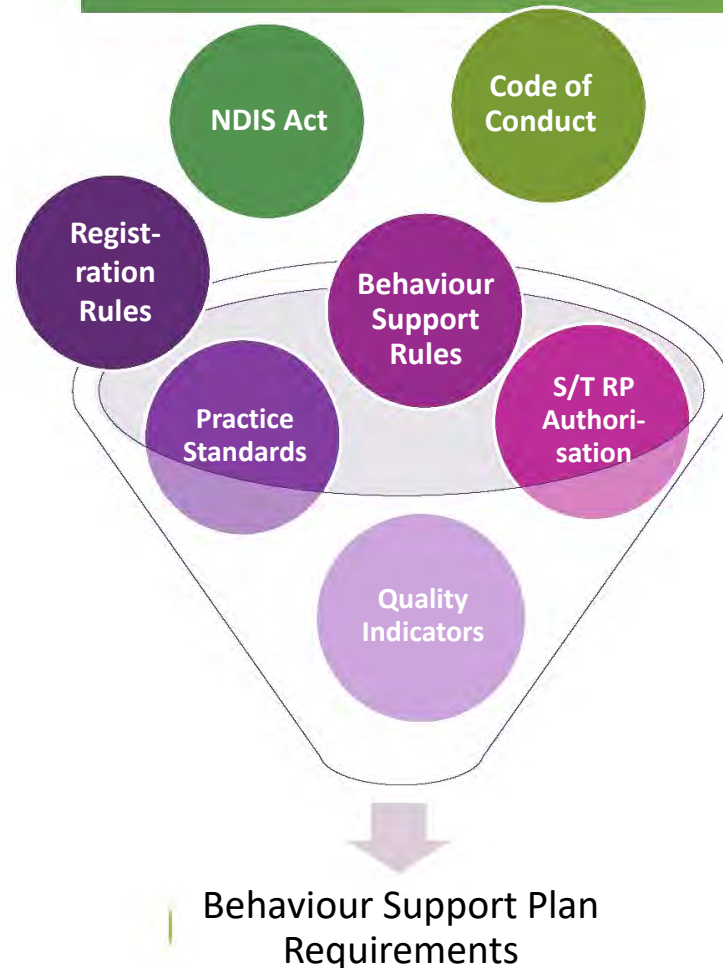 NDIS Act
Code of
Conduct
Regist-
ration
Rules
Behaviour
Support
Rules
Practice
Standards
S/T RP
Authori-
sation
Quality
Indicators
Behaviour Support Plan
Requirements